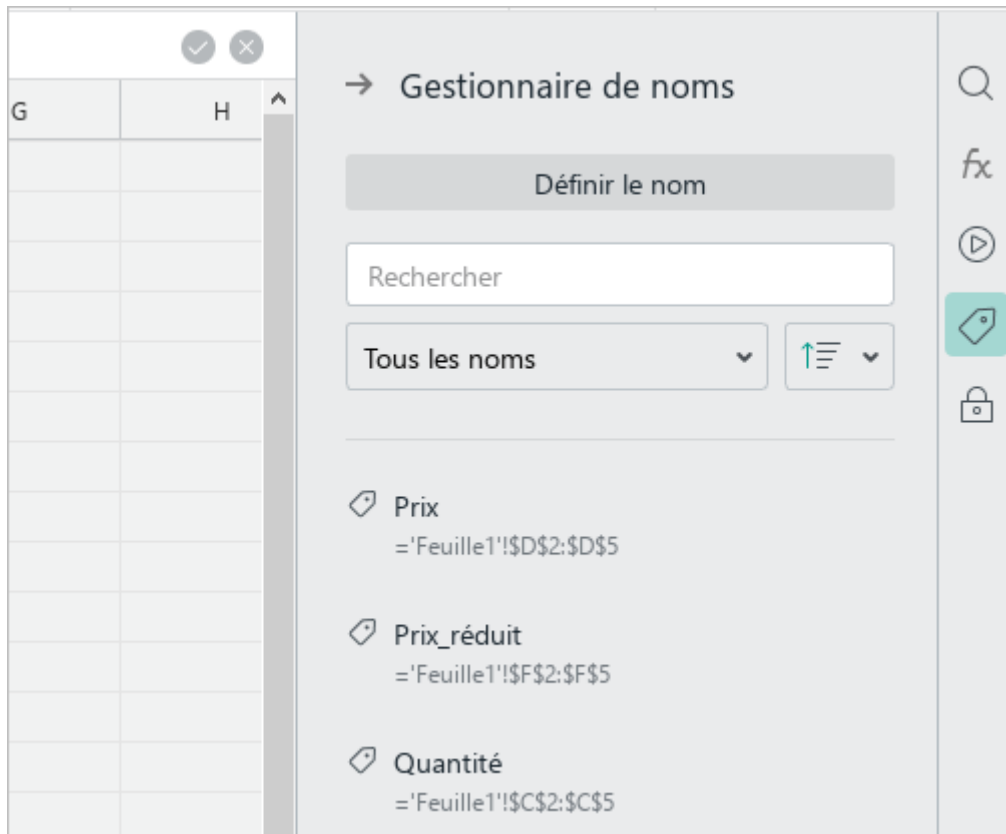 G H
Gestionnaire de noms
Définir le nom
Rechercher
Tous les noms
fx
Prix
='Feuille1'!$D$2:$D$5
Prix_réduit
='Feuille1'!$F$2:$F$5
Quantité
='Feuille1'!$C$2:$C$5